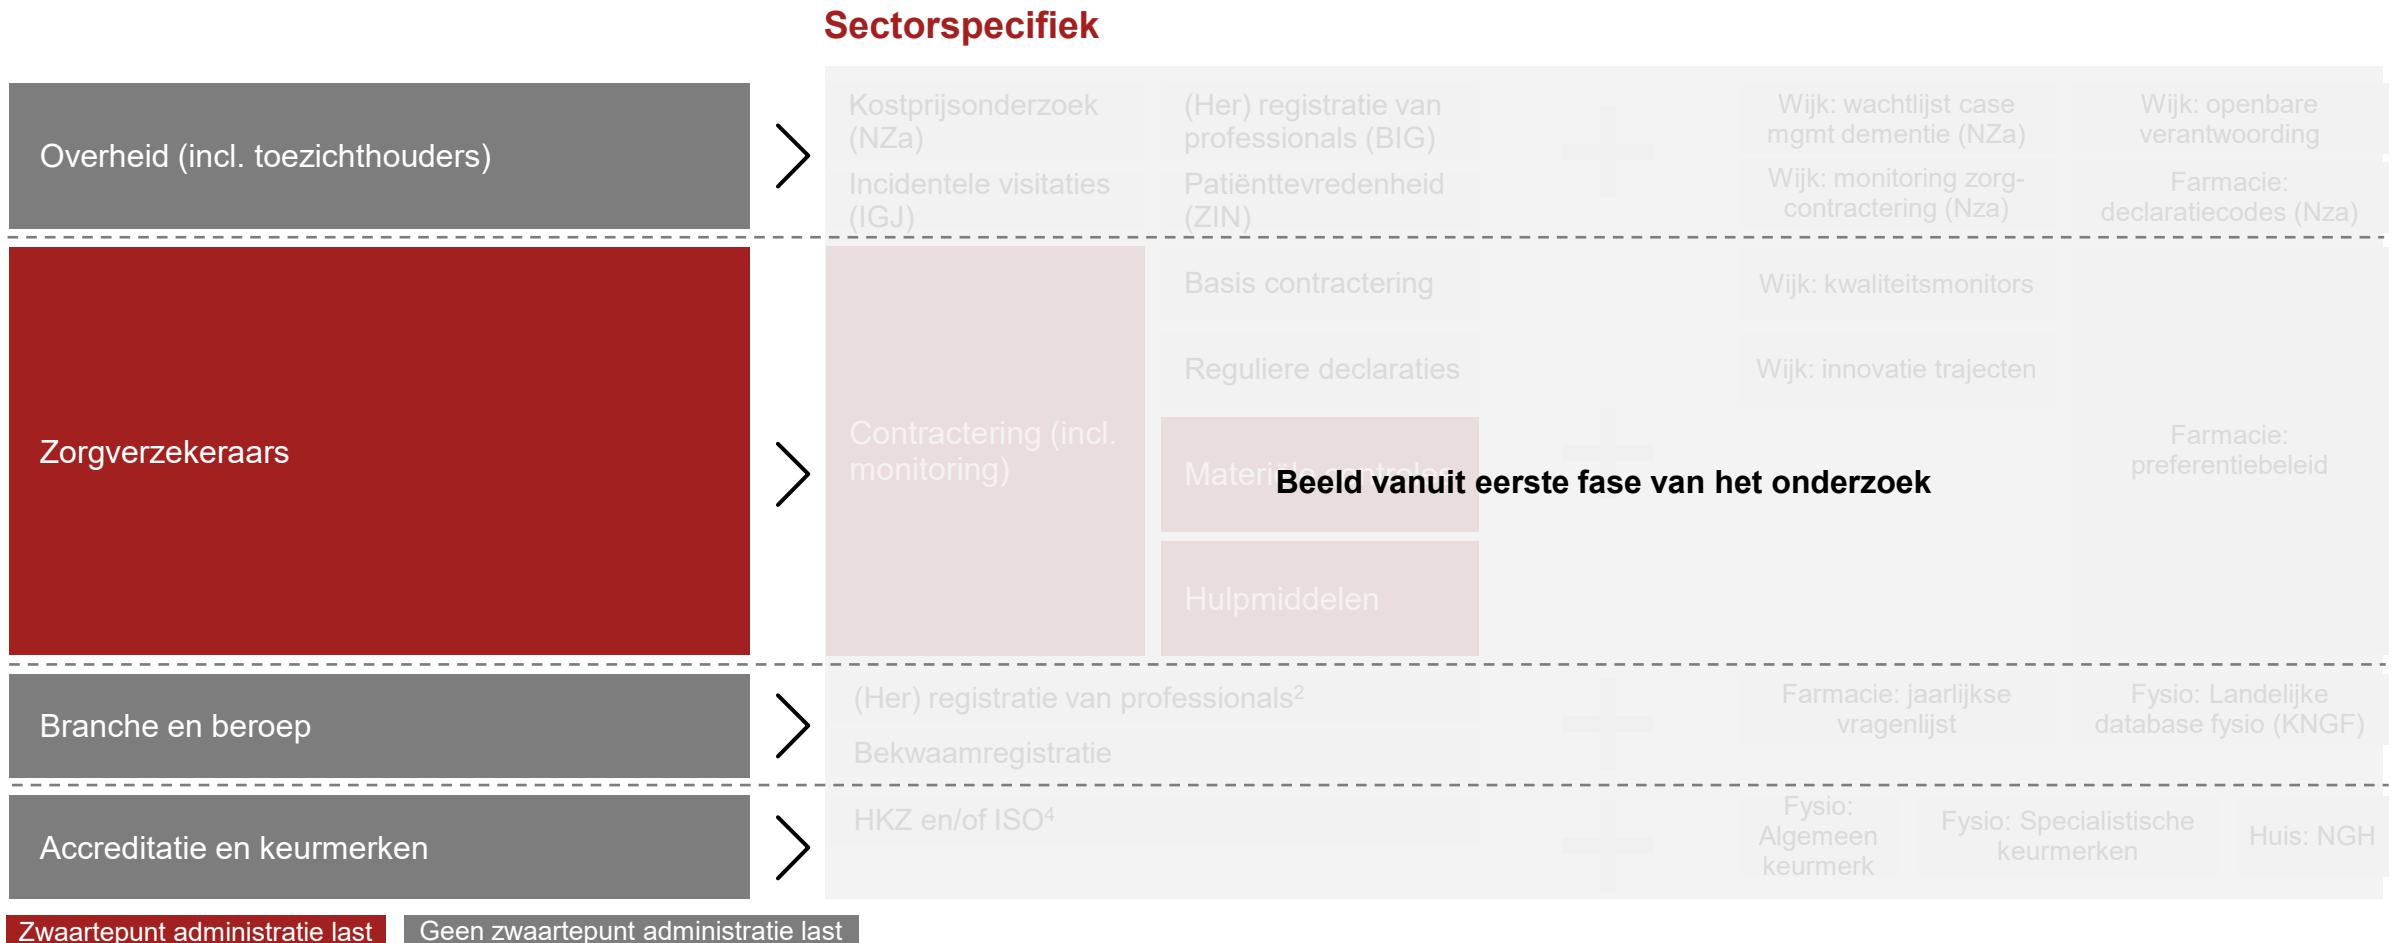 Sectorspecifiek
Overheid (incl. toezichthouders)
Kostprijsonderzoek
(NZa)
(Her) registratie van
professionals (BIG)
Wijk: wachtlijst case
mgmt dementie (NZa)
Wijk: openbare
verantwoording
Incidentele visitaties
(IGJ)
Patiënttevredenheid
(ZIN)
Wijk: monitoring zorg-
contractering (Nza)
Farmacie:
declaratiecodes (Nza)
Zorgverzekeraars
Contractering (incl.
monitoring)
Basis contractering
Reguliere declaraties
Materiële controles
Hulpmiddelen
Wijk: kwaliteitsmonitors
Wijk: innovatie trajecten
Farmacie:
preferentiebeleid
Beeld vanuit eerste fase van het onderzoek
Branche en beroep
(Her) registratie van professionals²
Bekwaamregistratie
Farmacie: jaarlijkse
vragenlijst
Fysio: Landelijke
database fysio (KNGF)
Accreditatie en keurmerken
HKZ en/of ISO⁴
Fysio:
Algemeen
keurmerk
Fysio: Specialistische
keurmerken
Huis: NGH
Zwaartepunt administratie last
Geen zwaartepunt administratie last